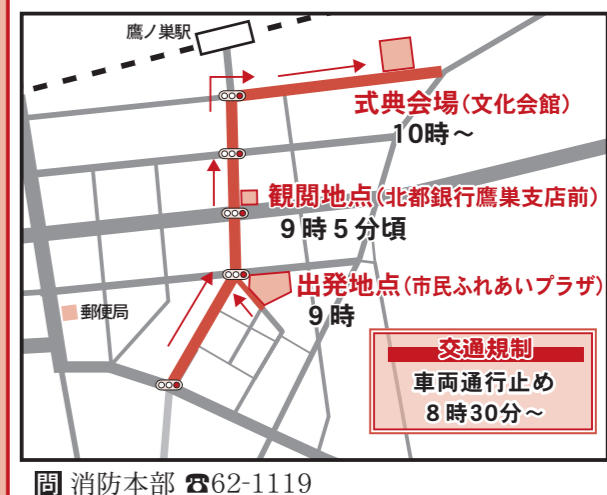 鷹ノ巣駅
式典会場(文化会館)
10時～
観閲地点(北都銀行鷹巣支店前)
9時5分頃
出発地点(市民ふれあいプラザ)
9時
郵便局
交通規制
車両通行止め
8時30分～
問 消防本部 ☎62-1119